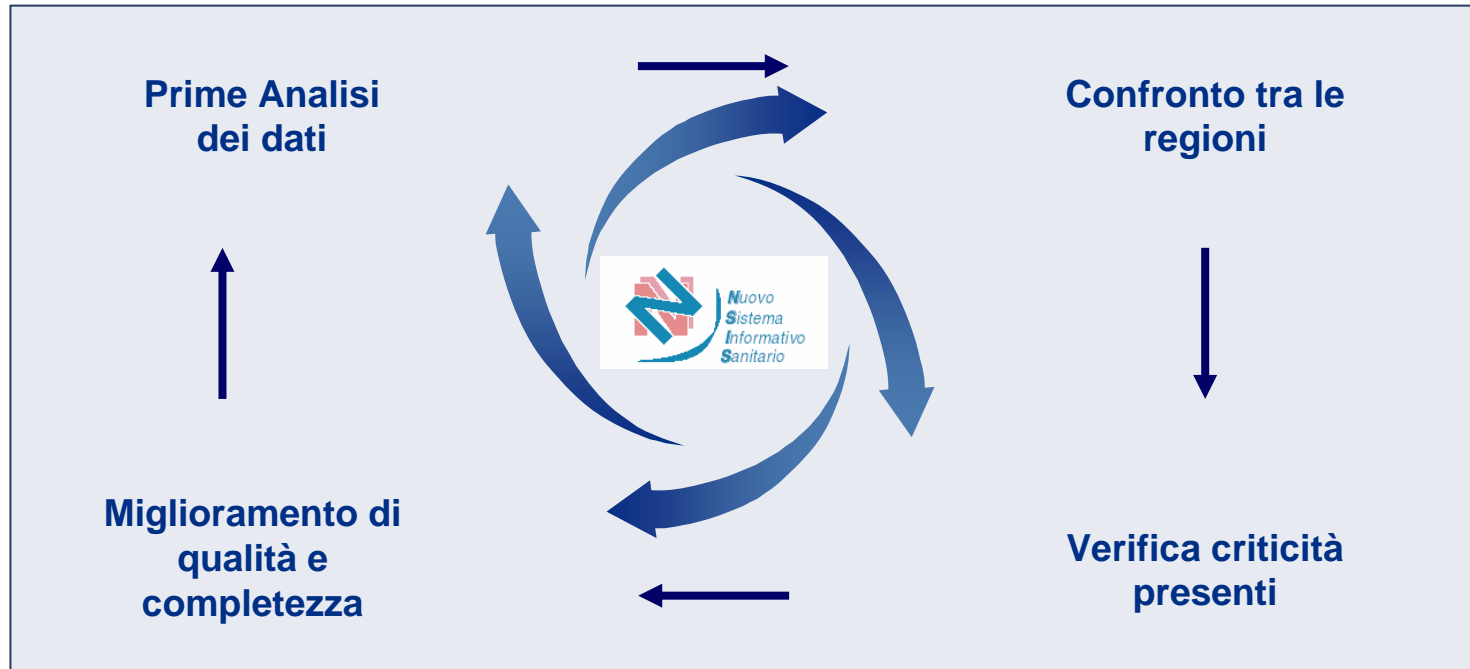 Prime Analisi
dei dati
Confronto tra le
regioni
Nuovo
Sistema
Informativo
Sanitario
Miglioramento di
qualità e
completezza
Verifica criticità
presenti